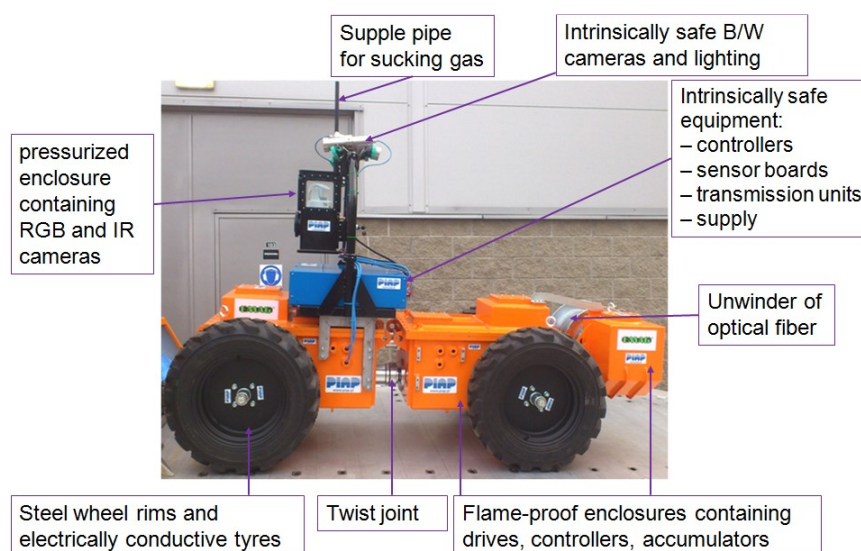 Supple pipe
for sucking gas
Intrinsically safe B/W
cameras and lighting
Intrinsically safe
equipment:
– controllers
– sensor boards
– transmission units
– supply
pressurized
enclosure
containing
RGB and IR
cameras
PIAP
PIAP
Unwinder of
optical fiber
PIAP
PIAP
PIAP
Steel wheel rims and
electrically conductive tyres
Twist joint
Flame-proof enclosures containing
drives, controllers, accumulators